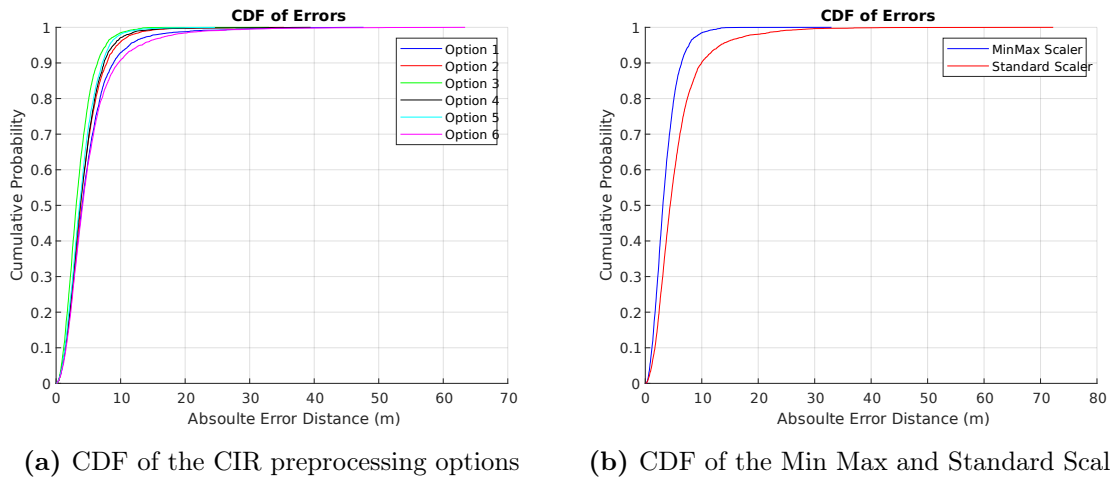 CDF of Errors
1
0.9
0.8
0.7
0.6
0.5
0.4
0.3
0.2
0.1
0
Cumulative Probability
Option 1
Option 2
Option 3
Option 4
Option 5
Option 6
0 10 20 30 40 50 60 70
Absoulte Error Distance (m)
(a) CDF of the CIR preprocessing options
CDF of Errors
1
0.9
0.8
0.7
0.6
0.5
0.4
0.3
0.2
0.1
0
Cumulative Probability
MinMax Scaler
Standard Scaler
0 10 20 30 40 50 60 70 80
Absoulte Error Distance (m)
(b) CDF of the Min Max and Standard Scal